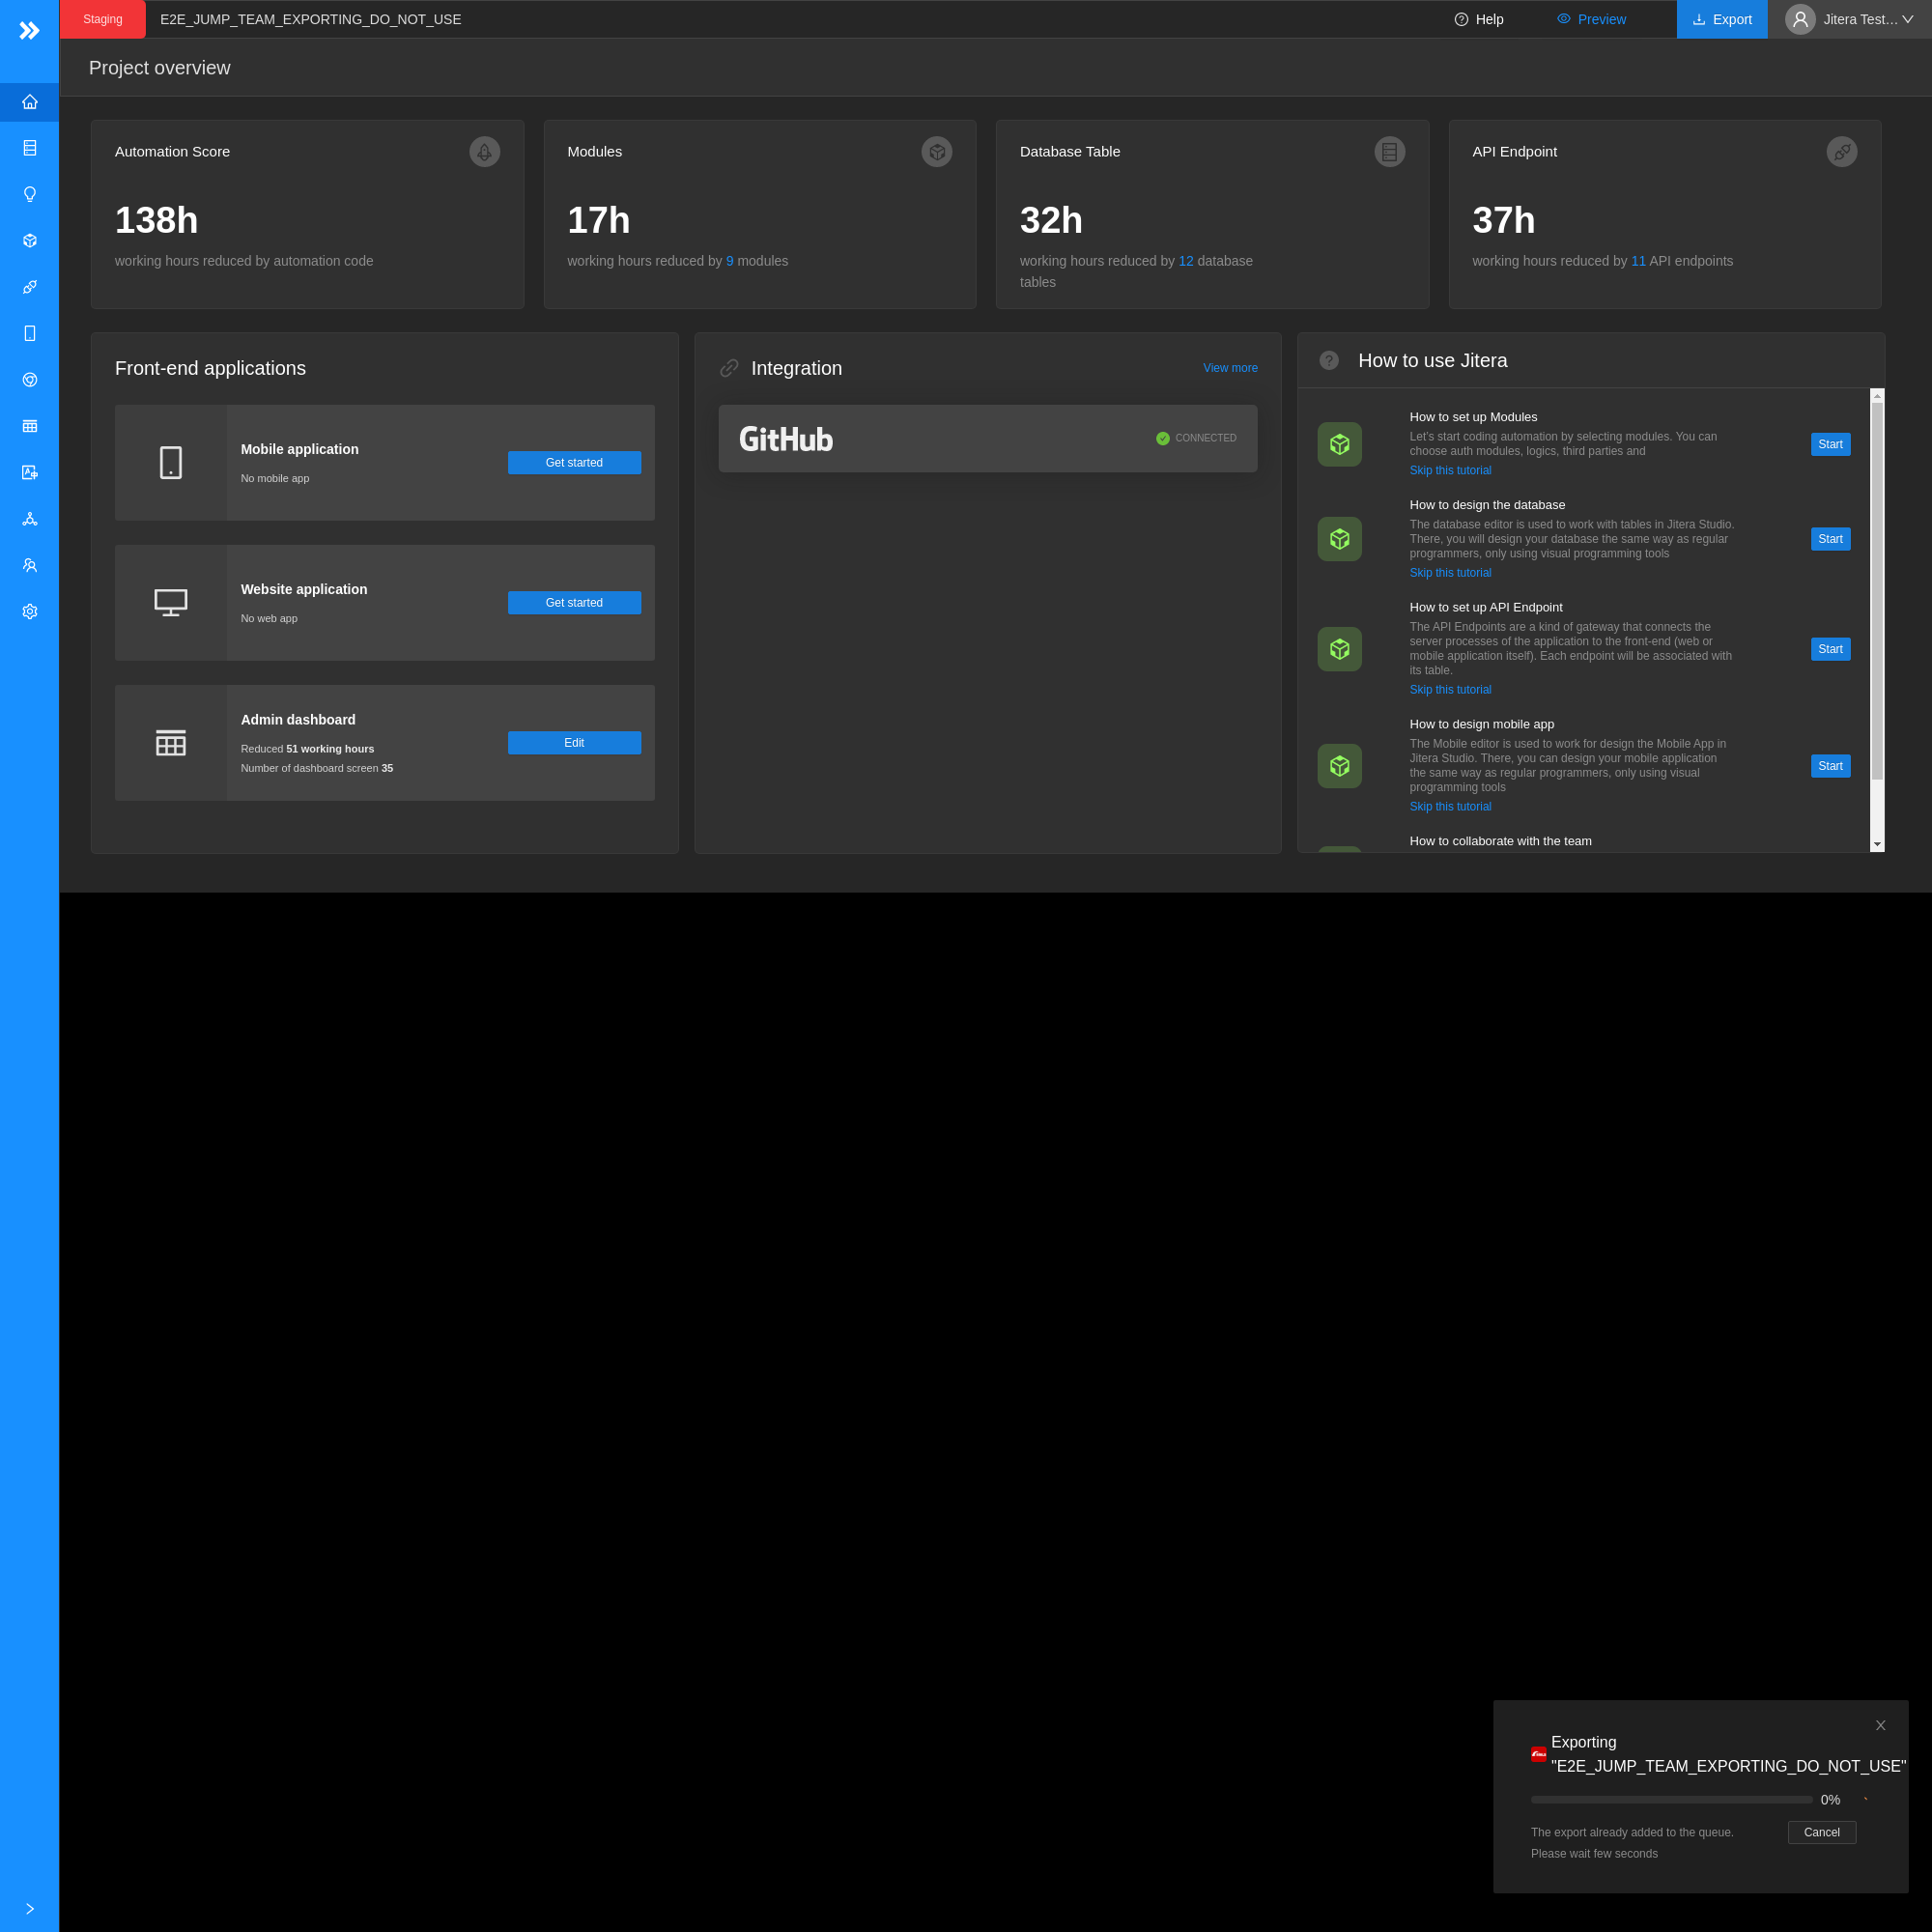 Staging
E2E_JUMP_TEAM_EXPORTING_DO_NOT_USE
Help
Preview
Export
Jitera Test...
Project overview
Automation Score
138h
working hours reduced by automation code
Modules
17h
working hours reduced by 9 modules
Database Table
32h
working hours reduced by 12 database
tables
API Endpoint
37h
working hours reduced by 11 API endpoints
Front-end applications
Mobile application
No mobile app
Get started
Website application
No web app
Get started
Admin dashboard
Reduced 51 working hours
Number of dashboard screen 35
Edit
Integration
View more
GitHub
CONNECTED
How to use Jitera
How to set up Modules
Let's start coding automation by selecting modules. You can
choose auth modules, logics, third parties and
Skip this tutorial
Start
How to design the database
The database editor is used to work with tables in Jitera Studio.
There, you will design your database the same way as regular
programmers, only using visual programming tools
Skip this tutorial
Start
How to set up API Endpoint
The API Endpoints are a kind of gateway that connects the
server processes of the application to the front-end (web or
mobile application itself). Each endpoint will be associated with
its table.
Skip this tutorial
Start
How to design mobile app
The Mobile editor is used to work for design the Mobile App in
Jitera Studio. There, you can design your mobile application
the same way as regular programmers, only using visual
programming tools
Skip this tutorial
Start
How to collaborate with the team
Exporting
"E2E_JUMP_TEAM_EXPORTING_DO_NOT_USE"
0%
The export already added to the queue.
Please wait few seconds
Cancel